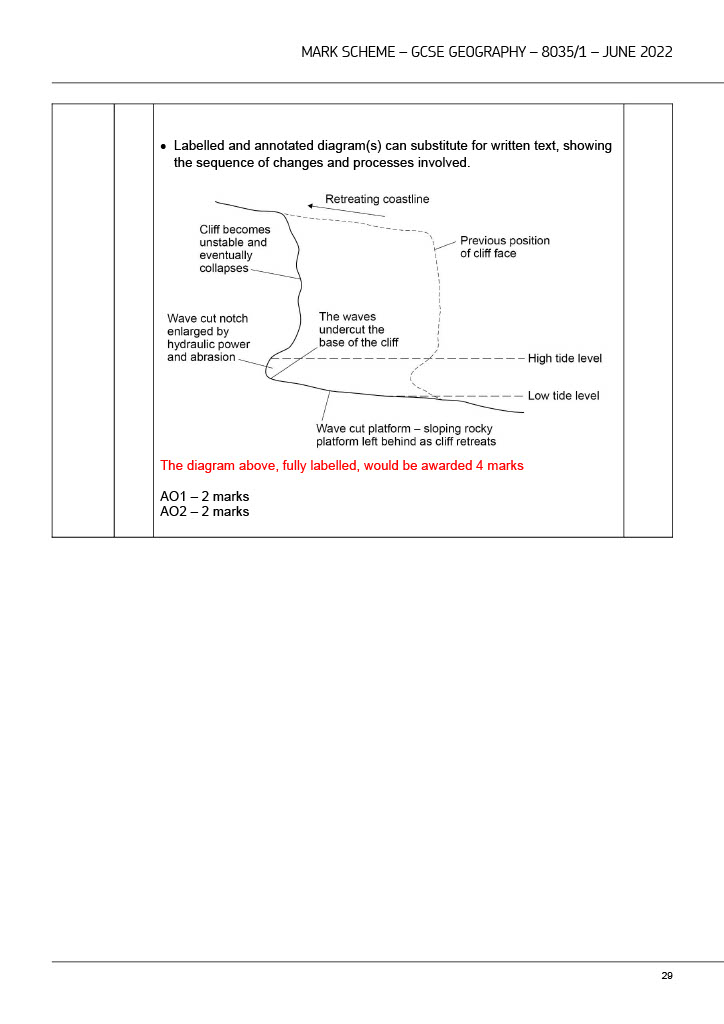 MARK SCHEME – GCSE GEOGRAPHY – 8035/1 – JUNE 2022
• Labelled and annotated diagram(s) can substitute for written text, showing
the sequence of changes and processes involved.
Retreating coastline
Cliff becomes
unstable and
eventually
collapses
Previous position
of cliff face
Wave cut notch
enlarged by
hydraulic power
and abrasion
The waves
undercut the
base of the cliff
High tide level
Low tide level
Wave cut platform – sloping rocky
platform left behind as cliff retreats
The diagram above, fully labelled, would be awarded 4 marks
AO1 – 2 marks
AO2 – 2 marks
29